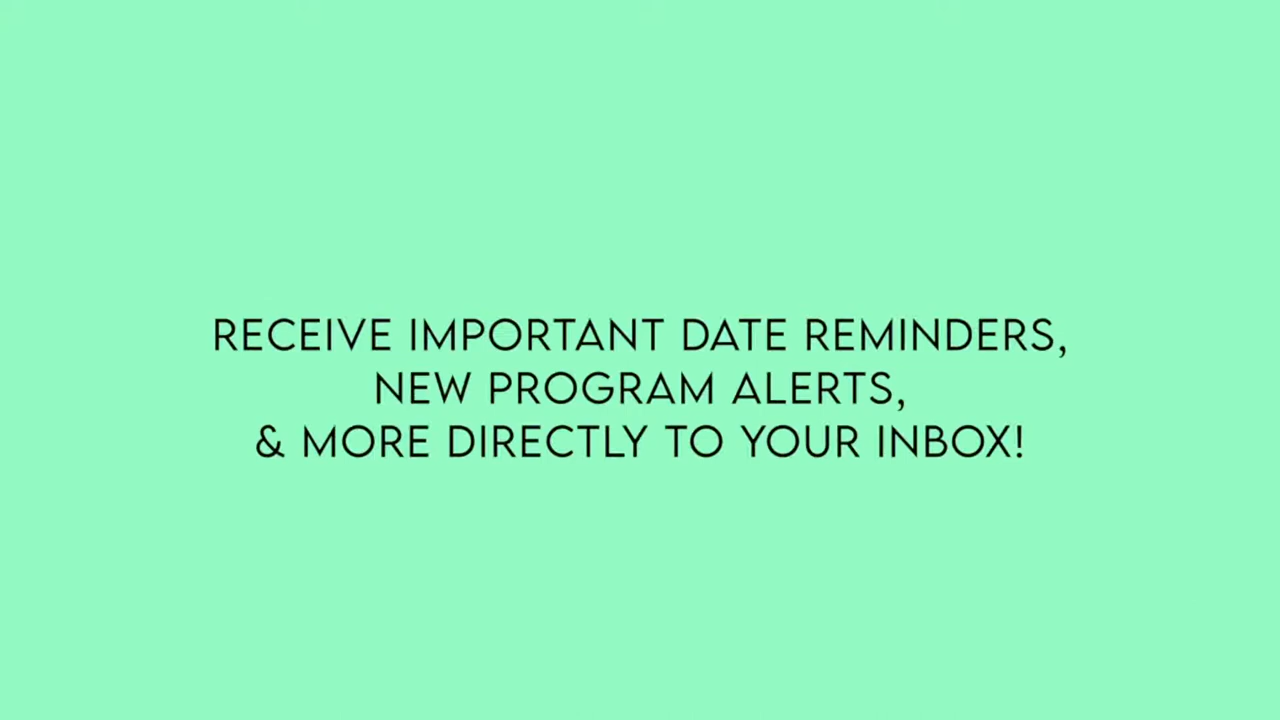 RECEIVE IMPORTANT DATE REMINDERS,
NEW PROGRAM ALERTS,
& MORE DIRECTLY TO YOUR INBOX!